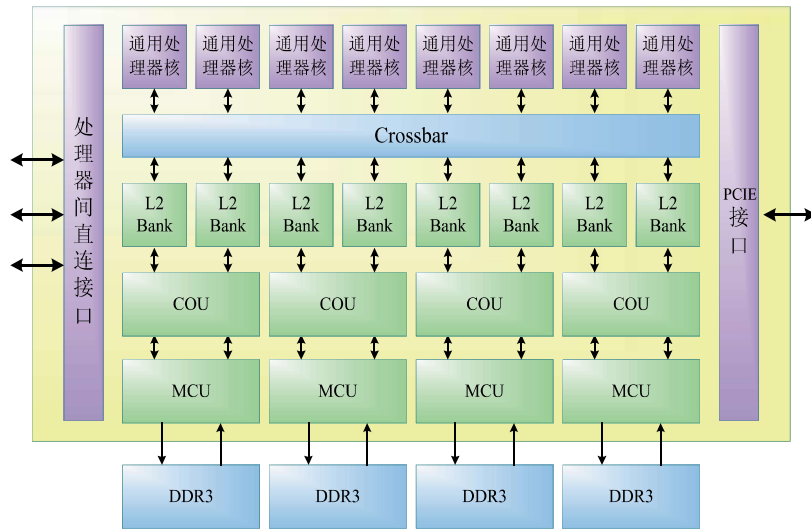 通用处
理器核
通用处
理器核
通用处
理器核
通用处
理器核
通用处
理器核
通用处
理器核
通用处
理器核
通用处
理器核
处
理
器
间
直
连
接
口
Crossbar
L2
Bank
L2
Bank
L2
Bank
L2
Bank
L2
Bank
L2
Bank
L2
Bank
L2
Bank
PCIE
接
口
COU
COU
COU
COU
MCU
MCU
MCU
MCU
DDR3
DDR3
DDR3
DDR3